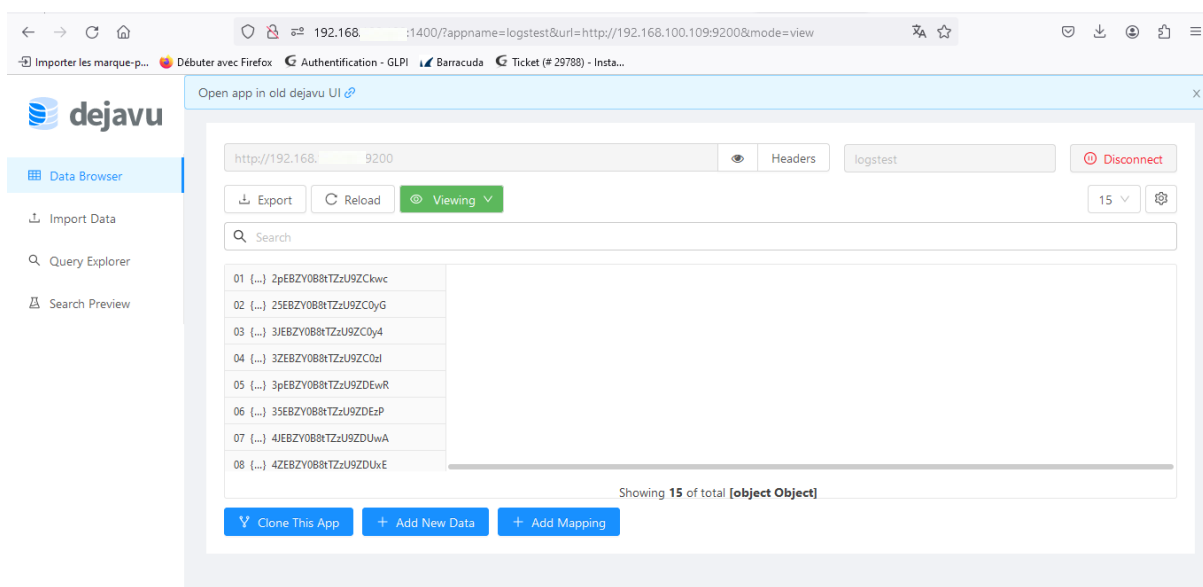 192.168. :1400/?appname=logstest&url=http://192.168.100.109:9200&mode=view
Importer les marque-p... Débuter avec Firefox Authentification - GLPI Barracuda Ticket (# 29788) - Insta...
Open app in old dejavu UI
dejavu
http://192.168. 9200 Headers logstest Disconnect
Data Browser
Export Reload Viewing 15
Import Data
Search
Query Explorer
01 {...} 2pEBZY0B8tTZzU9ZCkwc
02 {...} 25EBZY0B8tTZzU9ZC0yG
Search Preview
03 {...} 3JEBZY0B8tTZzU9ZC0y4
04 {...} 3ZEBZY0B8tTZzU9ZC0zI
05 {...} 3pEBZY0B8tTZzU9ZDEwR
06 {...} 35EBZY0B8tTZzU9ZDEzP
07 {...} 4JEBZY0B8tTZzU9ZDUwA
08 {...} 4ZEBZY0B8tTZzU9ZDUxE
Showing 15 of total [object Object]
Clone This App + Add New Data + Add Mapping